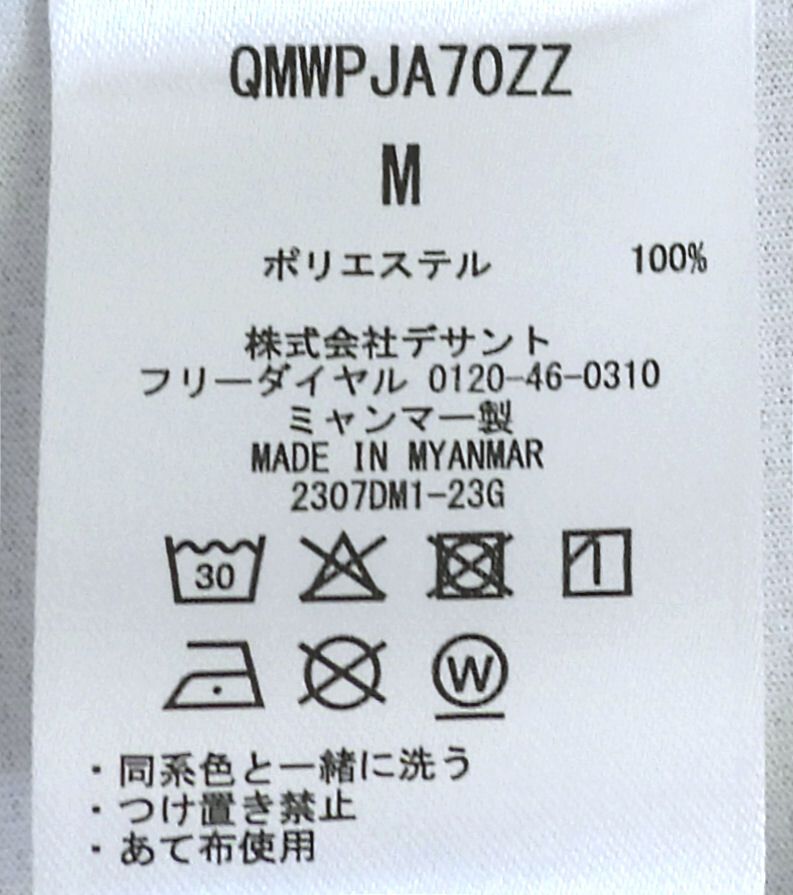 QMWPJA70ZZ
M
ポリエステル 100%
株式会社デサント
フリーダイヤル 0120-46-0310
ミャンマー製
MADE IN MYANMAR
2307DM1-23G
30
W
・同系色と一緒に洗う
・つけ置き禁止
・あて布使用